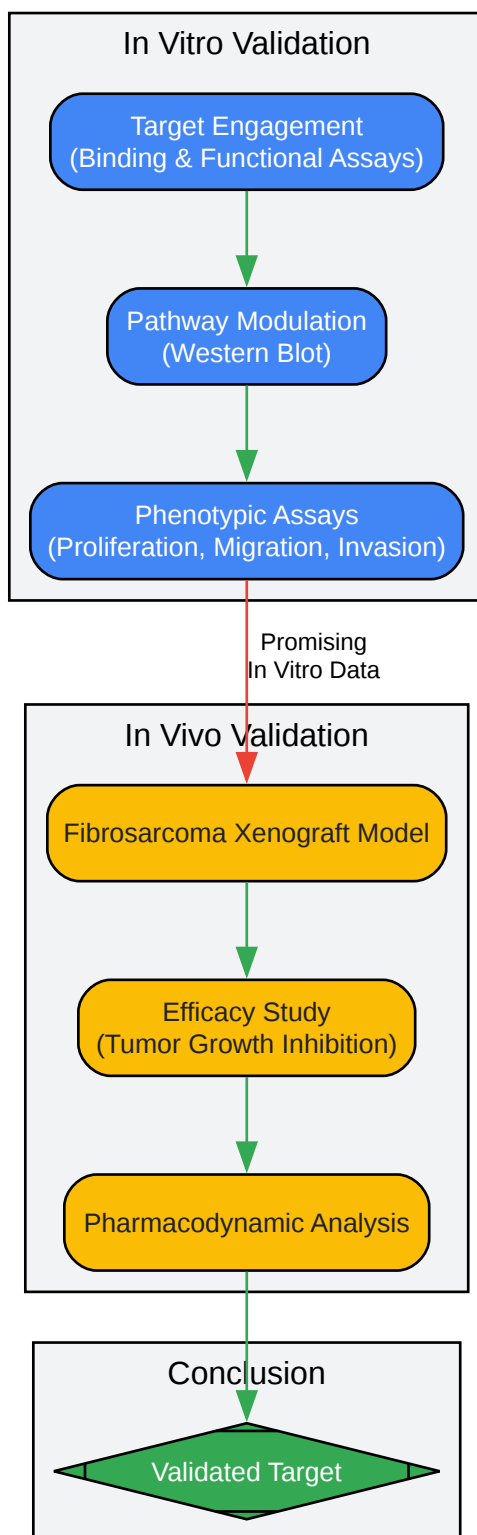 In Vitro Validation
Target Engagement
(Binding & Functional Assays)
Pathway Modulation
(Western Blot)
Phenotypic Assays
(Proliferation, Migration, Invasion)
Promising
In Vitro Data
In Vivo Validation
Fibrosarcoma Xenograft Model
Efficacy Study
(Tumor Growth Inhibition)
Pharmacodynamic Analysis
Conclusion
Validated Target